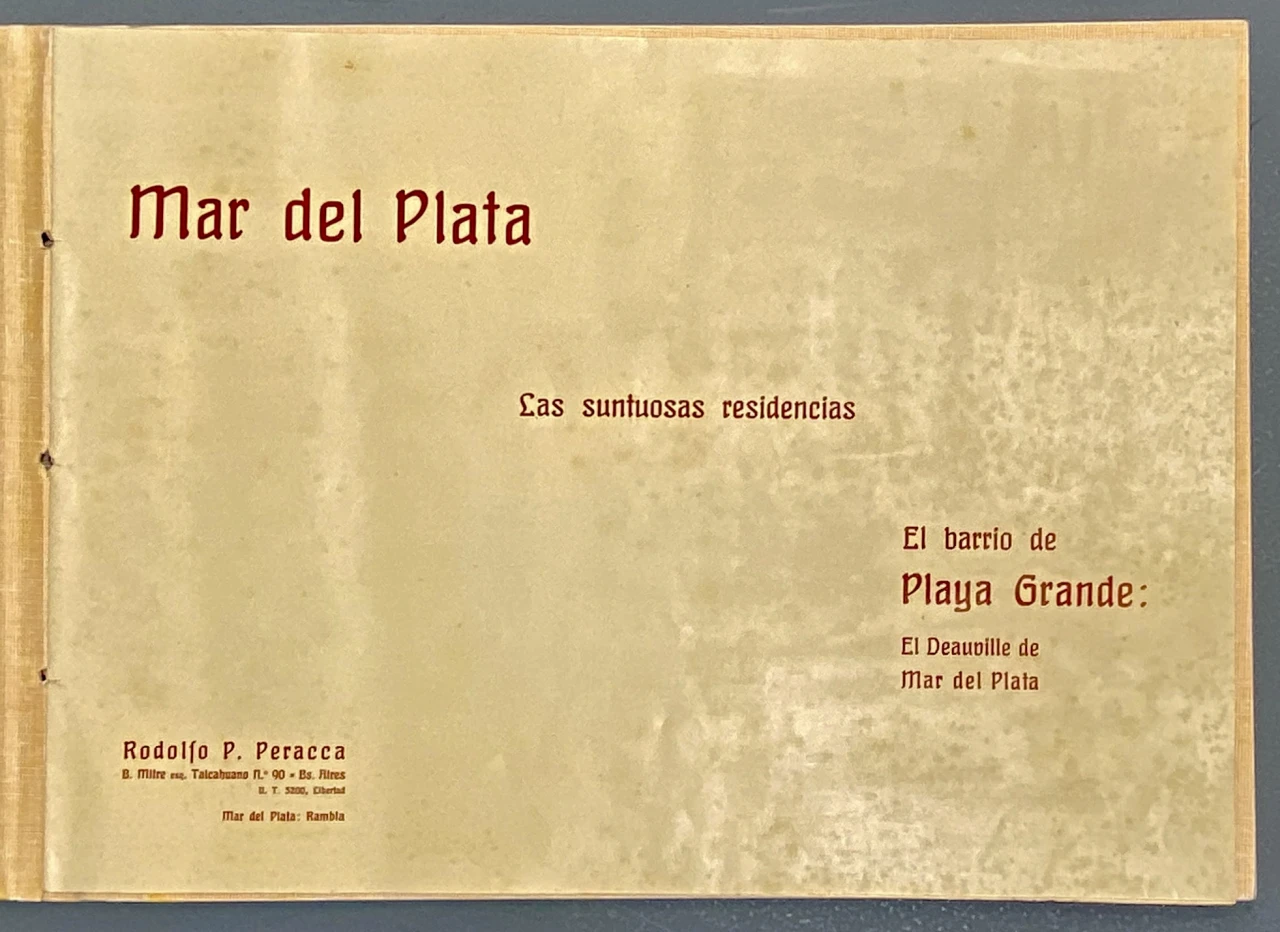 Mar del Plata
Las suntuosas residencias
El barrio de
Playa Grande:
El Deauville de
Mar del Plata
Rodolfo P. Peracca
B. Mitre esq. Talcahuano N.º 90 - Bs. Aires
U. T. 5200, Libertad
Mar del Plata: Rambla